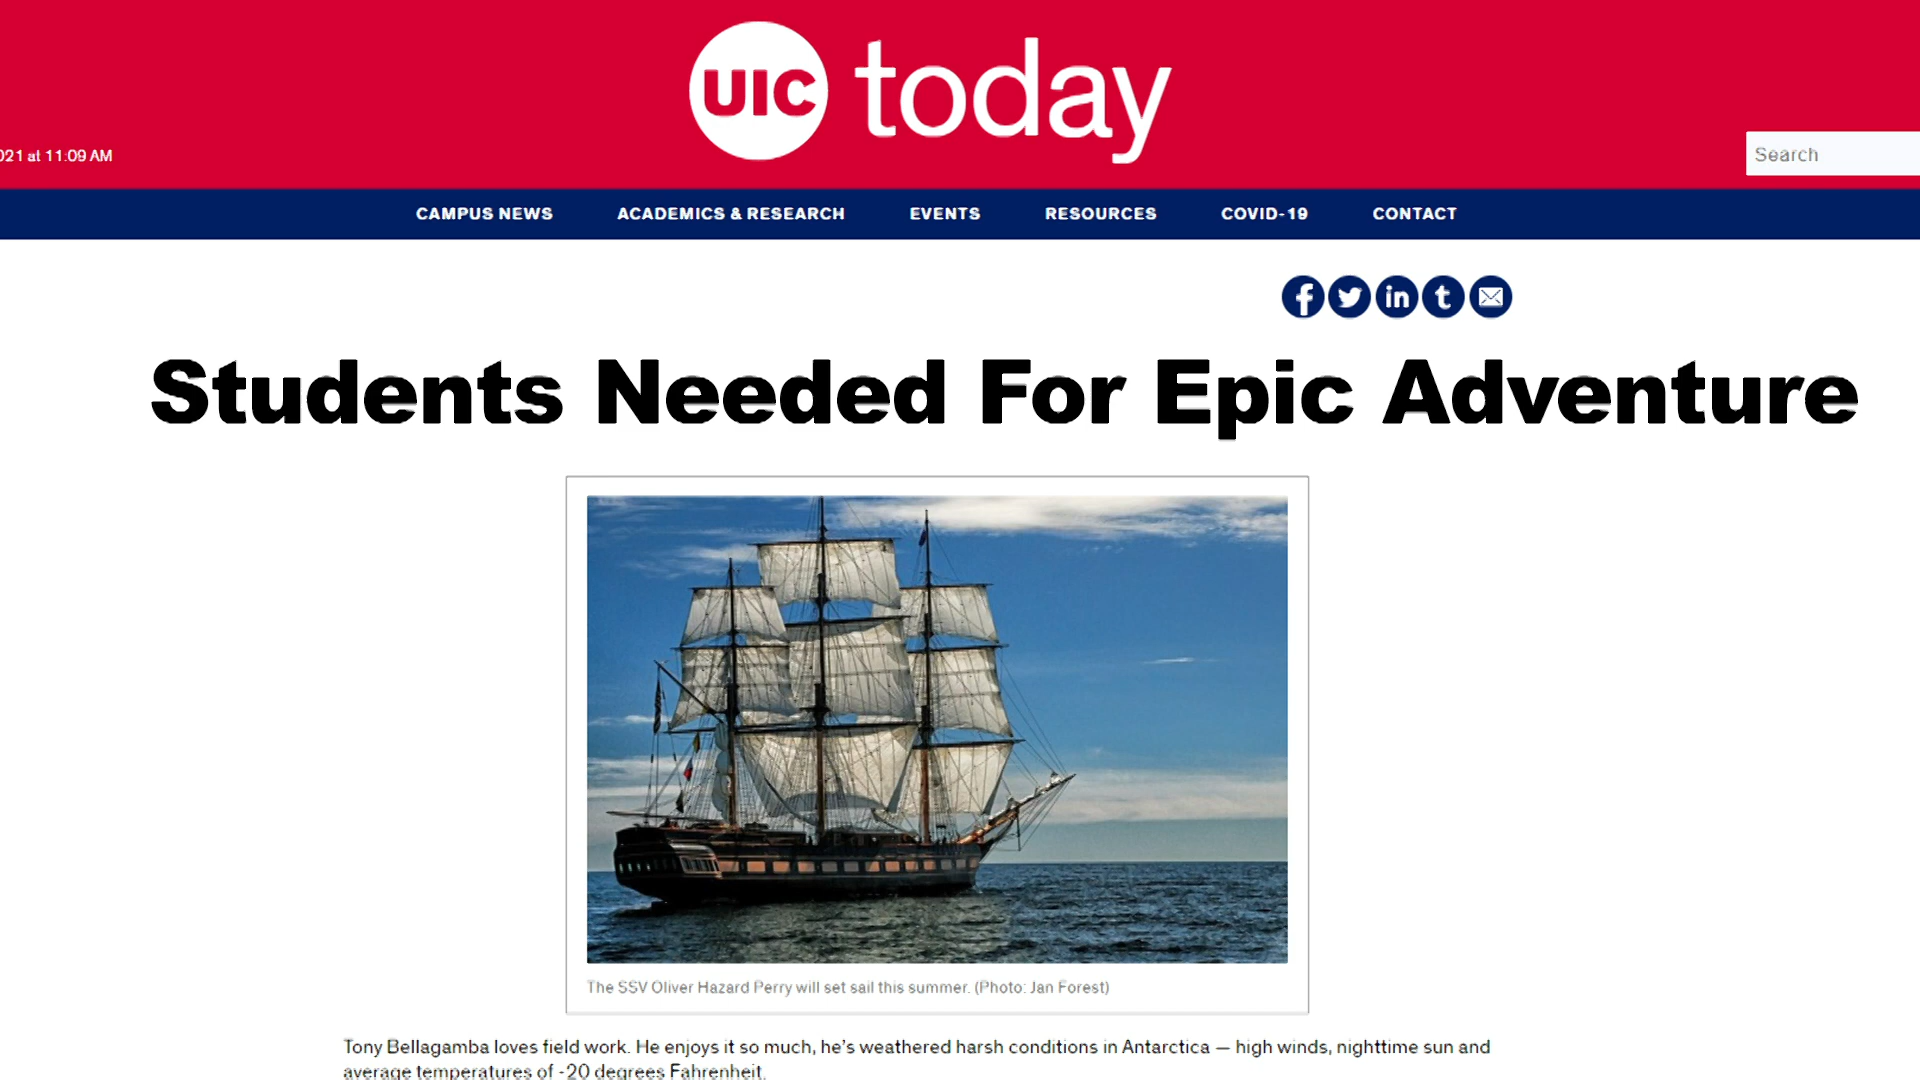 UIC today
021 at 11:09 AM
Search
CAMPUS NEWS ACADEMICS & RESEARCH EVENTS RESOURCES COVID-19 CONTACT
Students Needed For Epic Adventure
The SSV Oliver Hazard Perry will set sail this summer. (Photo: Jan Forest)
Tony Bellagamba loves field work. He enjoys it so much, he's weathered harsh conditions in Antarctica — high winds, nighttime sun and
average temperatures of -20 degrees Fahrenheit.